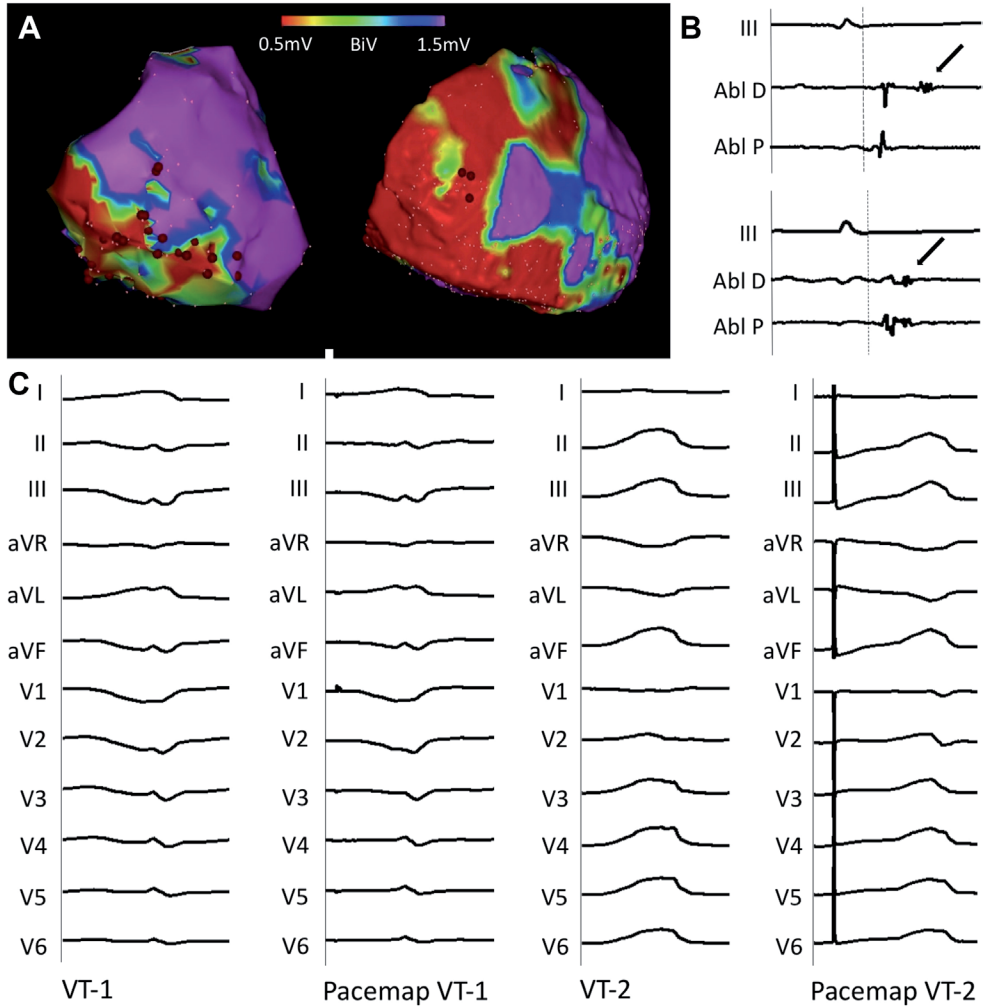 A
0.5mV BiV 1.5mV
B
III
Abl D
Abl P
III
Abl D
Abl P
C
I I I I
II II II II
III III III III
aVR aVR aVR aVR
aVL aVL aVL aVL
aVF aVF aVF aVF
V1 V1 V1 V1
V2 V2 V2 V2
V3 V3 V3 V3
V4 V4 V4 V4
V5 V5 V5 V5
V6 V6 V6 V6
VT-1 Pacemap VT-1 VT-2 Pacemap VT-2